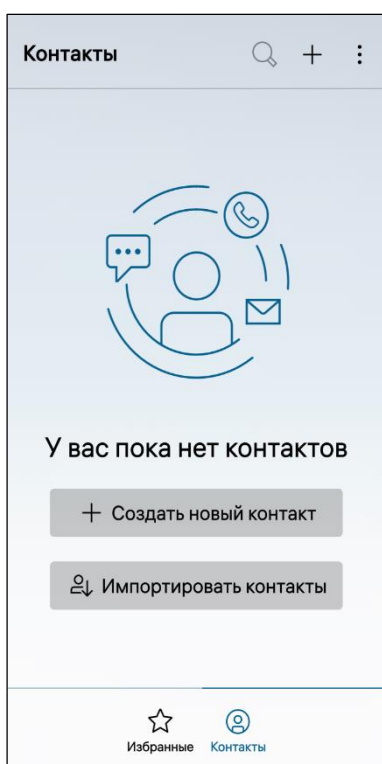 Контакты
У вас пока нет контактов
Создать новый контакт
Импортировать контакты
Избранные
Контакты